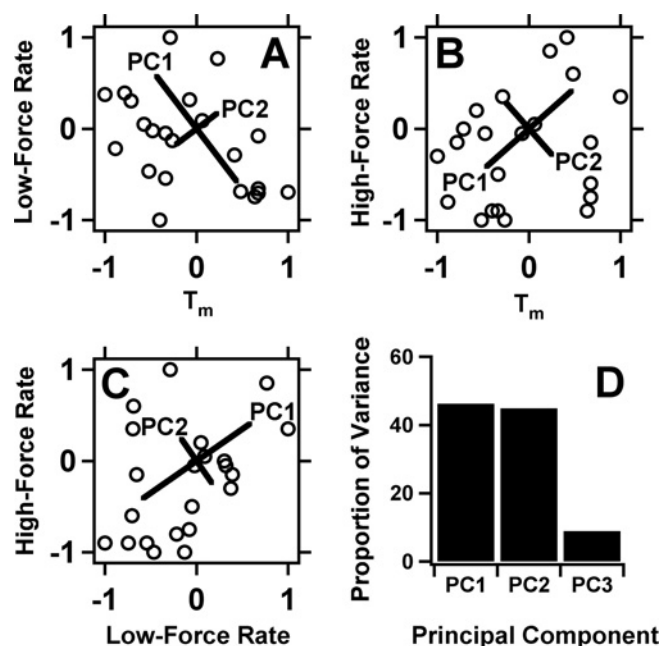 A
PC1
PC2
Low-Force Rate
1
0
-1
-1 0 1
Tm
B
PC1
PC2
High-Force Rate
1
0
-1
-1 0 1
Tm
C
PC2
PC1
High-Force Rate
1
0
-1
-1 0 1
Low-Force Rate
D
Proportion of Variance
60
40
20
0
PC1 PC2 PC3
Principal Component